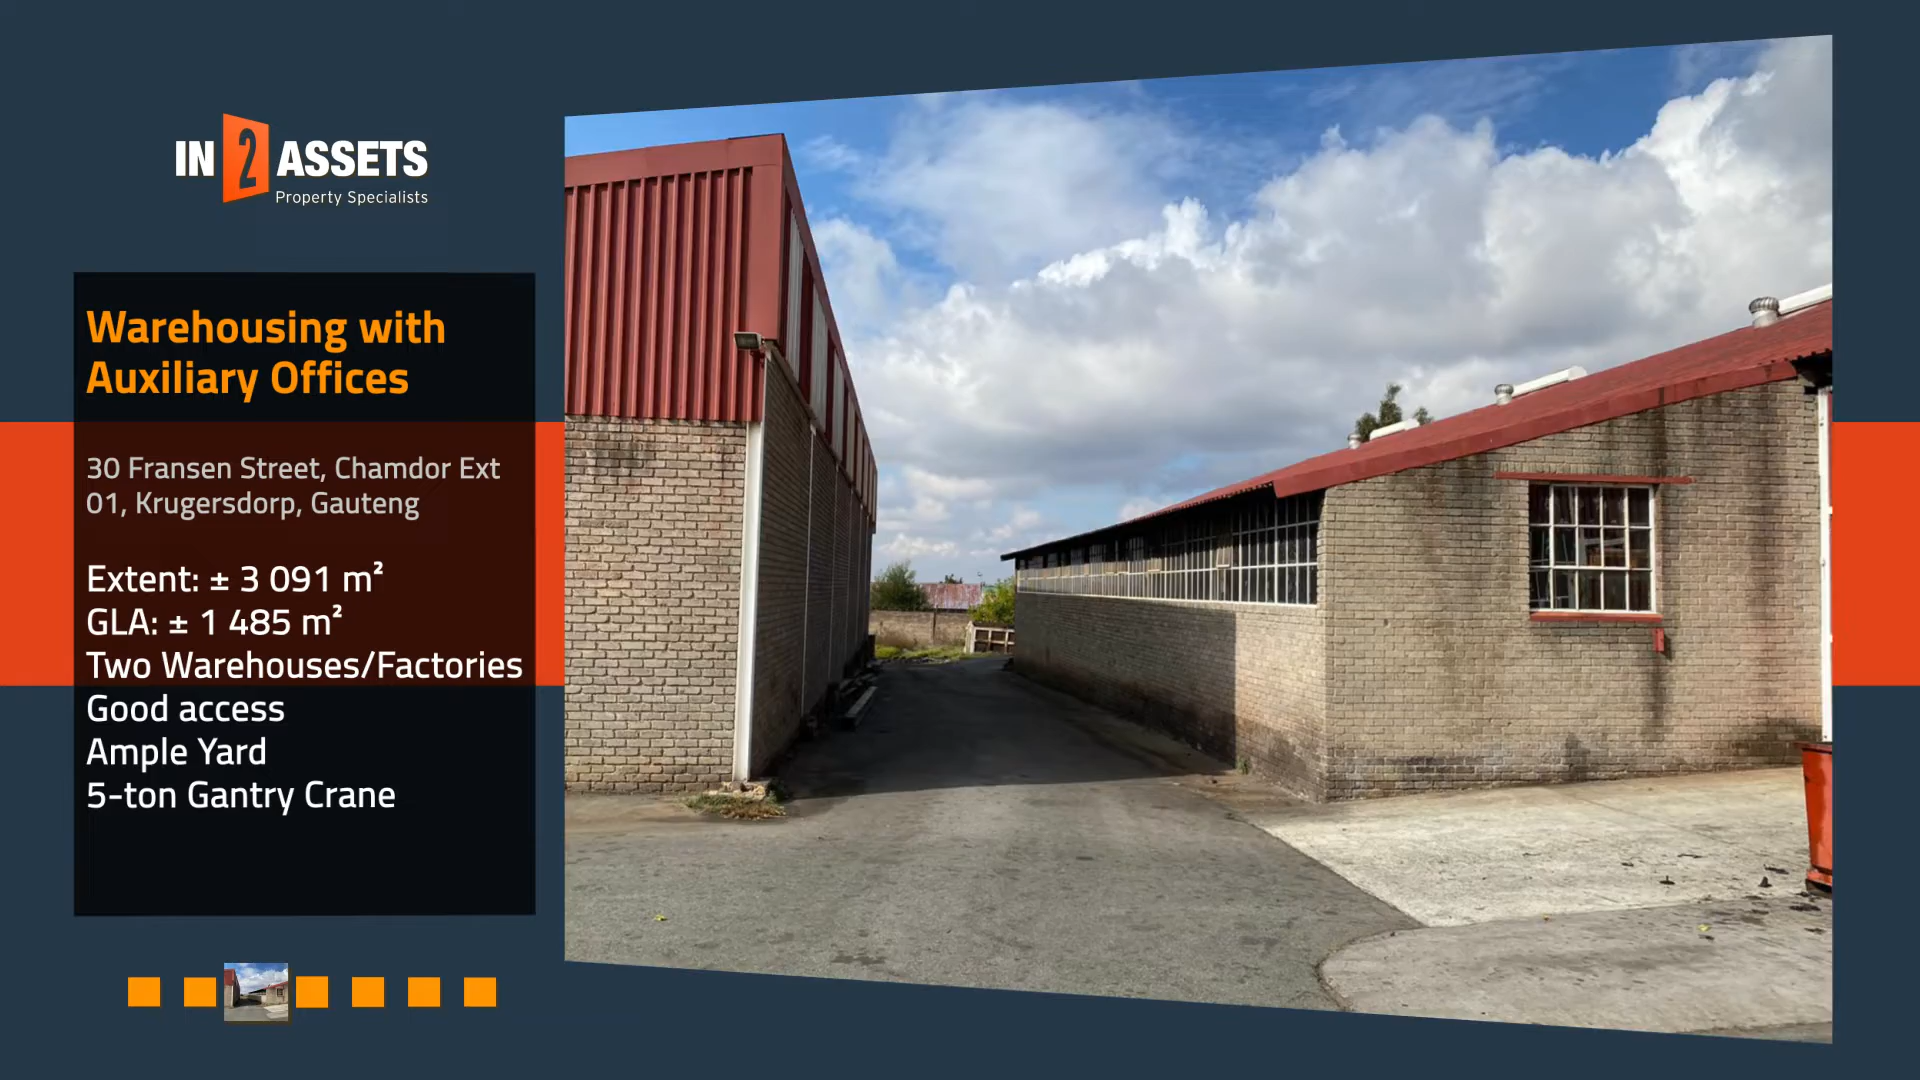 IN 2 ASSETS
Property Specialists
Warehousing with
Auxiliary Offices
30 Fransen Street, Chamdor Ext
01, Krugersdorp, Gauteng
Extent: ± 3 091 m²
GLA: ± 1 485 m²
Two Warehouses/Factories
Good access
Ample Yard
5-ton Gantry Crane